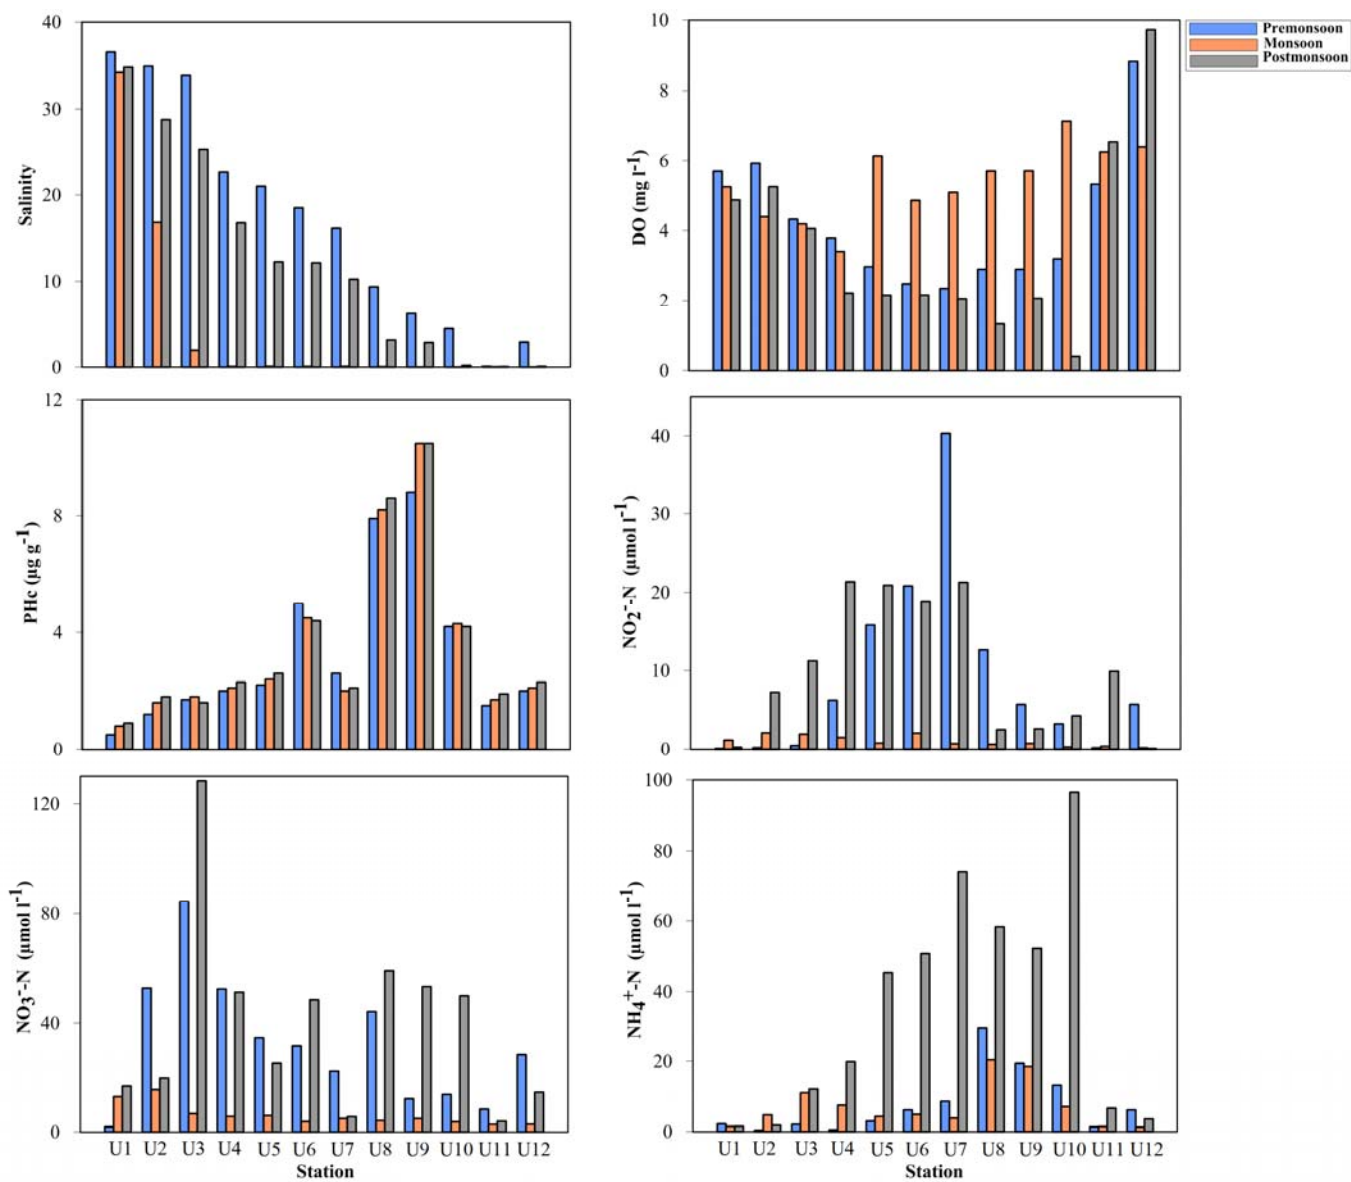 Premonsoon
Monsoon
Postmonsoon
40
30
20
10
0
Salinity
10
8
6
4
2
0
DO (mg l⁻¹)
12
8
4
0
PHc (µg g⁻¹)
40
30
20
10
0
NO₂⁻-N (µmol l⁻¹)
120
80
40
0
NO₃⁻-N (µmol l⁻¹)
U1 U2 U3 U4 U5 U6 U7 U8 U9 U10 U11 U12
Station
100
80
60
40
20
0
NH₄⁺-N (µmol l⁻¹)
U1 U2 U3 U4 U5 U6 U7 U8 U9 U10 U11 U12
Station